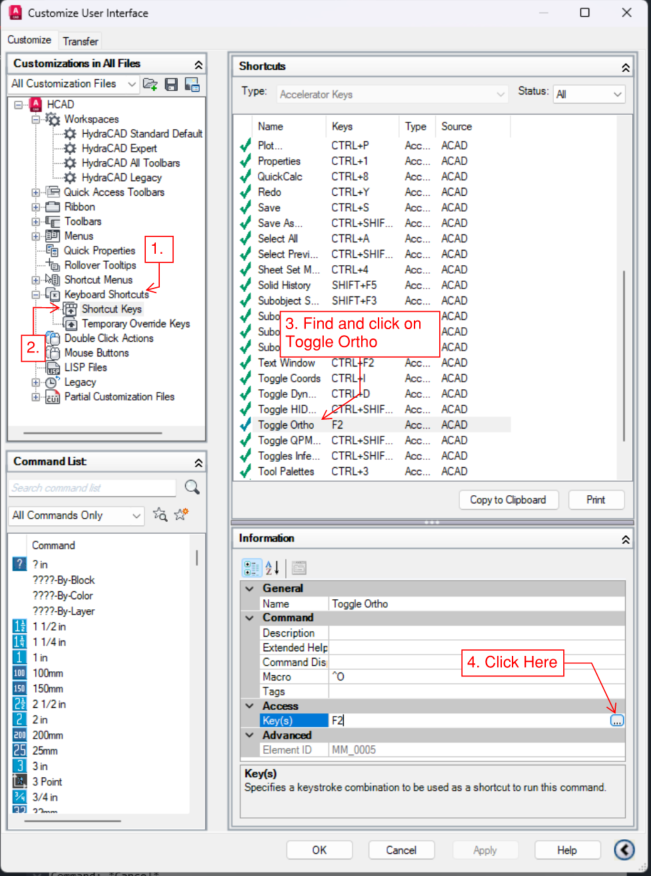 Customize User Interface
Customize Transfer
Customizations in All Files
All Customization Files
HCAD
Workspaces
HydraCAD Standard Default
HydraCAD Expert
HydraCAD All Toolbars
HydraCAD Legacy
Quick Access Toolbars
Ribbon
Toolbars
Menus
Quick Properties
1.
Rollover Tooltips
Shortcut Menus
Keyboard Shortcuts
Shortcut Keys
Temporary Override Keys
2.
Double Click Actions
Mouse Buttons
LISP Files
Legacy
Partial Customization Files
Command List:
Search command list
All Commands Only
Command
? in
????-By-Block
????-By-Color
????-By-Layer
1 1/2 in
1 1/4 in
1 in
100mm
150mm
2 1/2 in
2 in
200mm
25mm
3 in
3 Point
3/4 in
32mm
Shortcuts
Type: Accelerator Keys Status: All
Name Keys Type Source
Plot... CTRL+P Acc... ACAD
Properties CTRL+1 Acc... ACAD
QuickCalc CTRL+8 Acc... ACAD
Redo CTRL+Y Acc... ACAD
Save CTRL+S Acc... ACAD
Save As... CTRL+SHIF... Acc... ACAD
Select All CTRL+A Acc... ACAD
Select Previ... CTRL+SHIF... Acc... ACAD
Sheet Set M... CTRL+4 Acc... ACAD
Solid History SHIFT+F5 Acc... ACAD
Subobject S... SHIFT+F3 Acc... ACAD
Subo ACAD
Subo ACAD
Subo ACAD
3. Find and click on
Toggle Ortho
Text Window CTRL+F2 Acc... ACAD
Toggle Coords CTRL+I Acc... ACAD
Toggle Dyn... CTRL+D Acc... ACAD
Toggle HID... CTRL+SHIF... Acc... ACAD
Toggle Ortho F2 Acc... ACAD
Toggle QPM... CTRL+SHIF... Acc... ACAD
Toggles Infe... CTRL+SHIF... Acc... ACAD
Tool Palettes CTRL+3 Acc... ACAD
Copy to Clipboard Print
Information
General
Name Toggle Ortho
Command
Description
Extended Help
Command Dis
4. Click Here
Macro ^O
Tags
Access
Key(s) F2 ...
Advanced
Element ID MM_0005
Key(s)
Specifies a keystroke combination to be used as a shortcut to run this command.
OK Cancel Apply Help